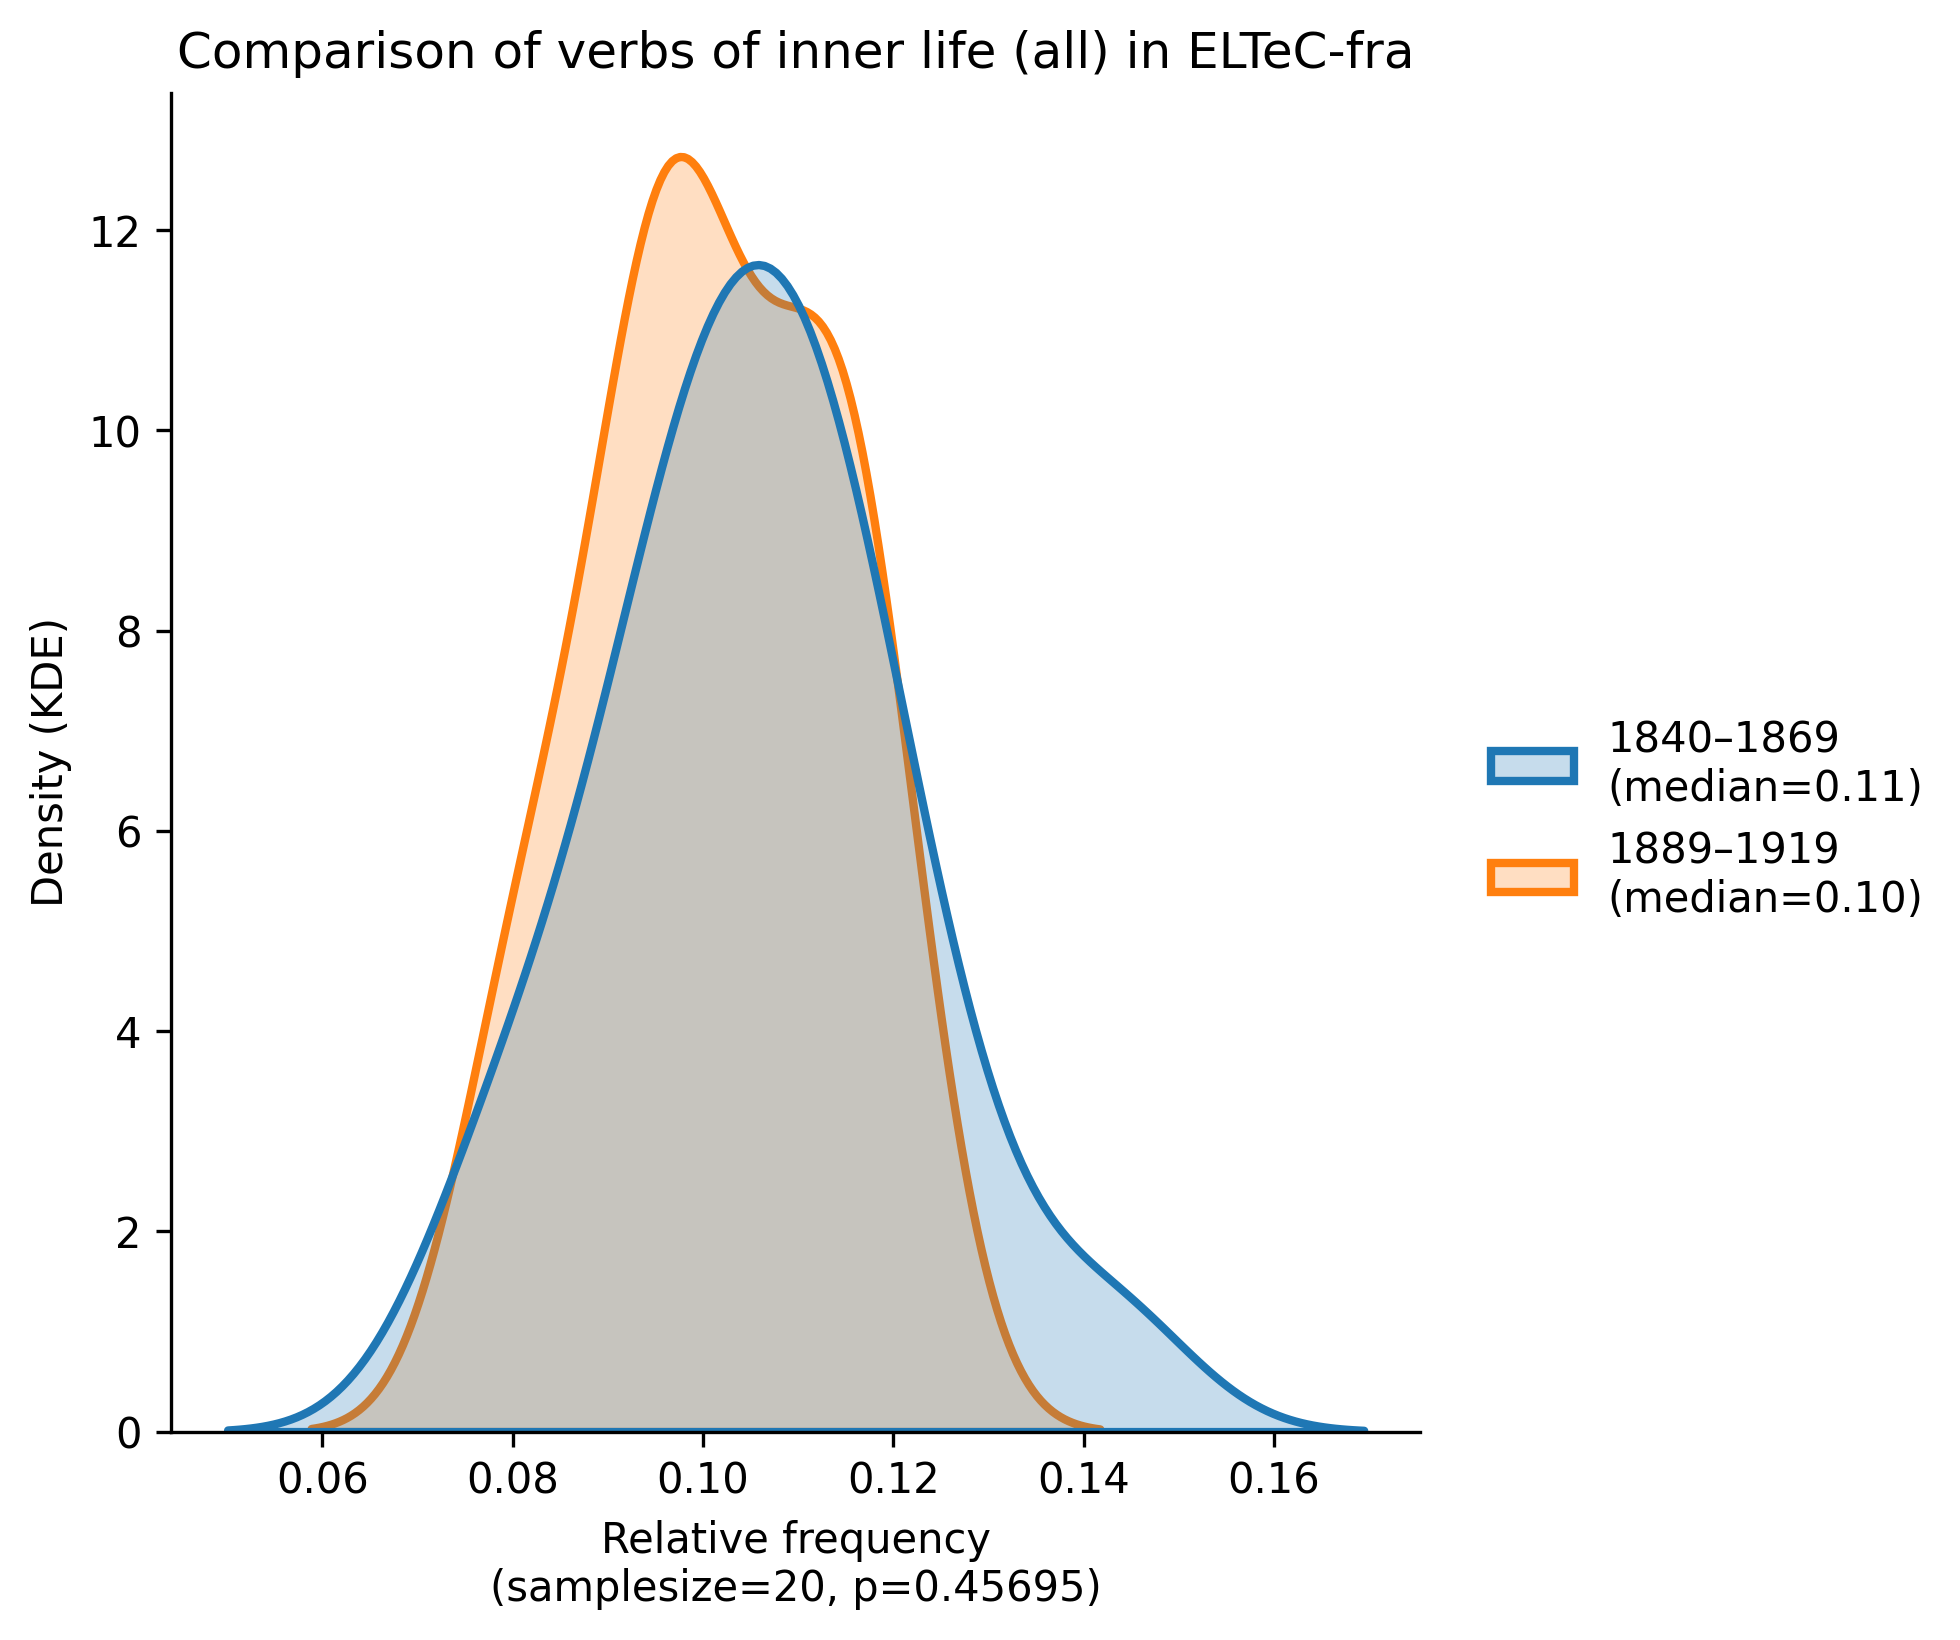 Comparison of verbs of inner life (all) in ELTeC-fra
12
10
8
6
4
2
0
Density (KDE)
0.06 0.08 0.10 0.12 0.14 0.16
Relative frequency
(samplesize=20, p=0.45695)
1840–1869
(median=0.11)
1889–1919
(median=0.10)